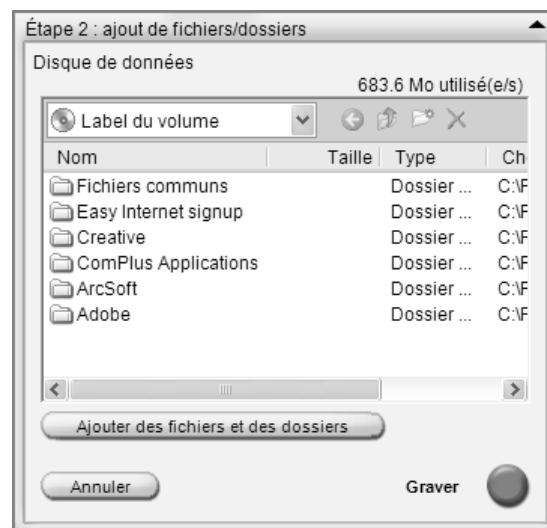 Étape 2 : ajout de fichiers/dossiers
Disque de données
683.6 Mo utilisé(e/s)
Label du volume
Nom Taille Type Ch
Fichiers communs Dossier ... C:\F
Easy Internet signup Dossier ... C:\F
Creative Dossier ... C:\F
ComPlus Applications Dossier ... C:\F
ArcSoft Dossier ... C:\F
Adobe Dossier ... C:\F
Ajouter des fichiers et des dossiers
Annuler Graver